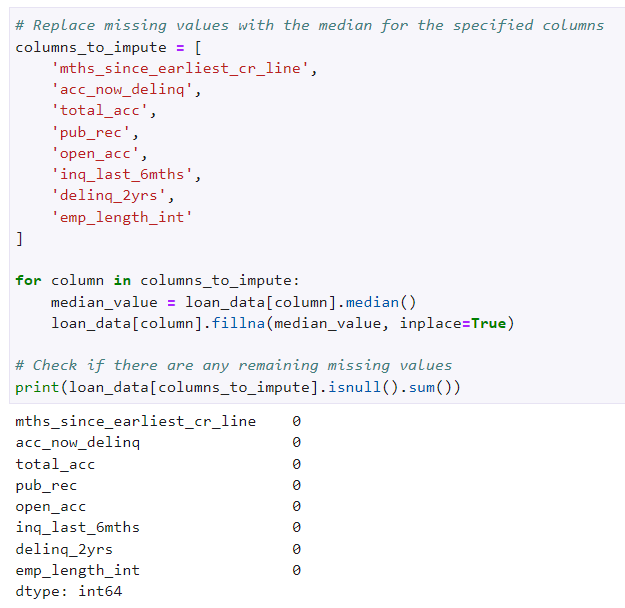 # Replace missing values with the median for the specified columns
columns_to_impute = [
    'mths_since_earliest_cr_line',
    'acc_now_delinq',
    'total_acc',
    'pub_rec',
    'open_acc',
    'inq_last_6mths',
    'delinq_2yrs',
    'emp_length_int'
]
for column in columns_to_impute:
    median_value = loan_data[column].median()
    loan_data[column].fillna(median_value, inplace=True)
# Check if there are any remaining missing values
print(loan_data[columns_to_impute].isnull().sum())
mths_since_earliest_cr_line    0
acc_now_delinq                 0
total_acc                      0
pub_rec                        0
open_acc                       0
inq_last_6mths                 0
delinq_2yrs                    0
emp_length_int                 0
dtype: int64